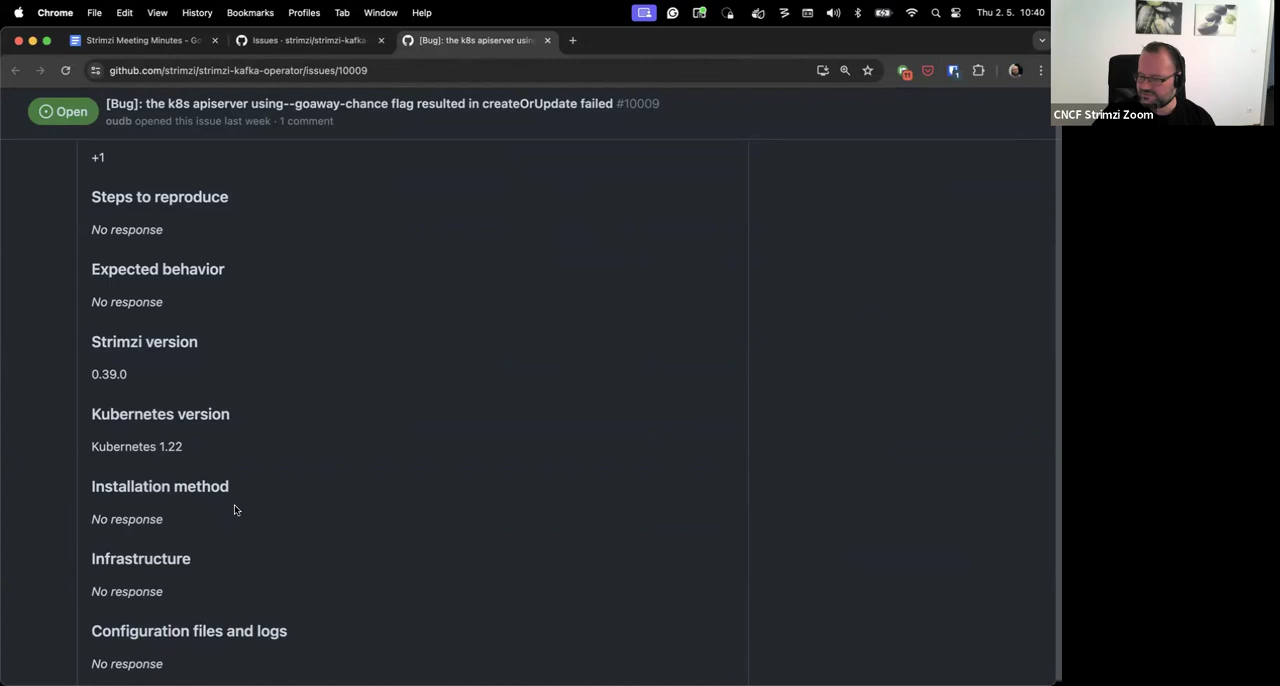 Chrome File Edit View History Bookmarks Profiles Tab Window Help Thu 2. 5. 10:40
Strimzi Meeting Minutes - Go Issues · strimzi/strimzi-kafka- [Bug]: the k8s apiserver usin
github.com/strimzi/strimzi-kafka-operator/issues/10009
11
1
Open
[Bug]: the k8s apiserver using--goaway-chance flag resulted in createOrUpdate failed #10009
oudb opened this issue last week · 1 comment
CNCF Strimzi Zoom
+1
Steps to reproduce
No response
Expected behavior
No response
Strimzi version
0.39.0
Kubernetes version
Kubernetes 1.22
Installation method
No response
Infrastructure
No response
Configuration files and logs
No response